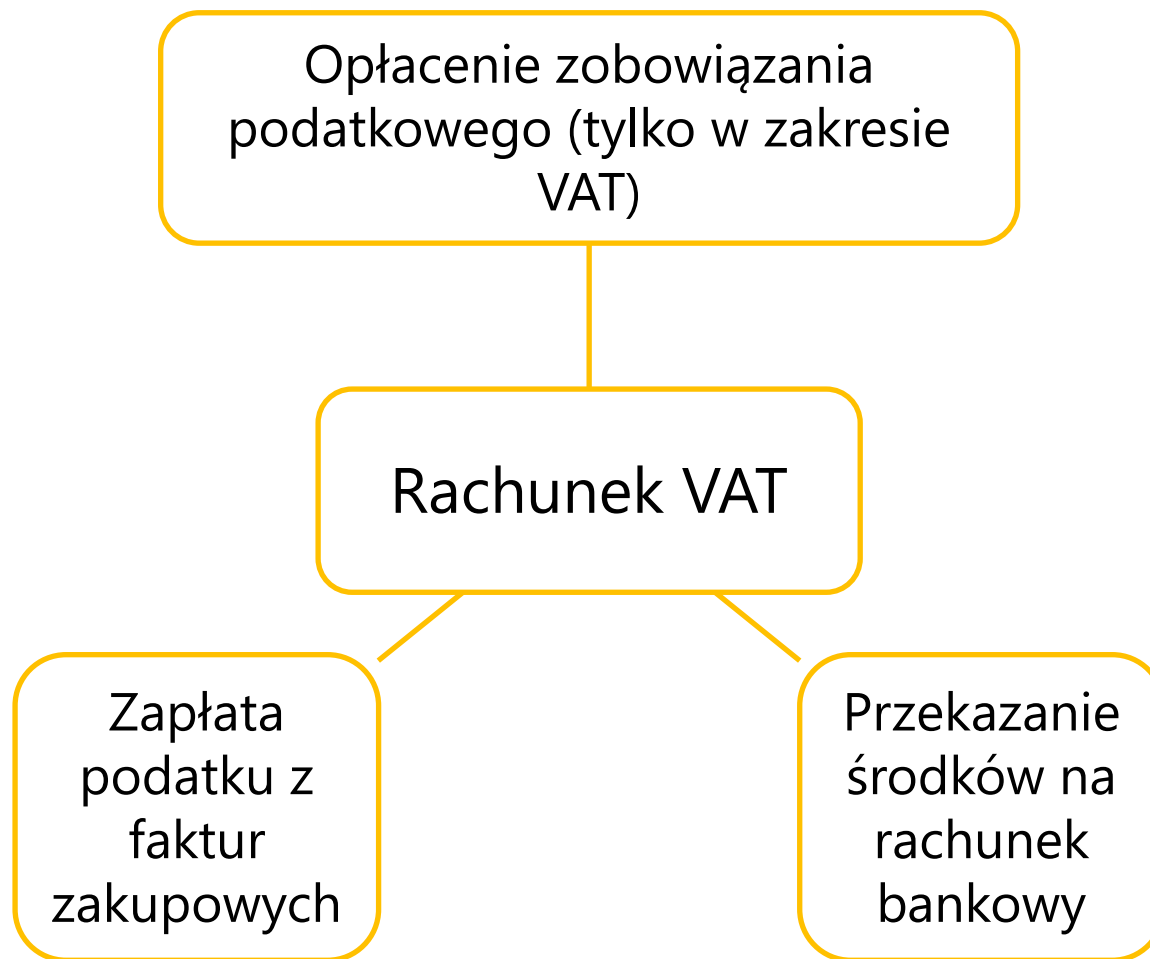 Opłacenie zobowiązania
podatkowego (tylko w zakresie
VAT)
Rachunek VAT
Zapłata
podatku z
faktur
zakupowych
Przekazanie
środków na
rachunek
bankowy